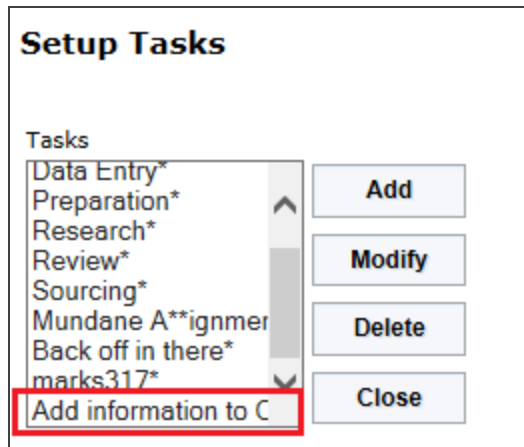 Setup Tasks
Tasks
Data Entry*
Preparation*
Add
Research*
Review*
Modify
Sourcing*
Mundane A**ignmer
Delete
Back off in there*
marks317*
Close
Add information to C